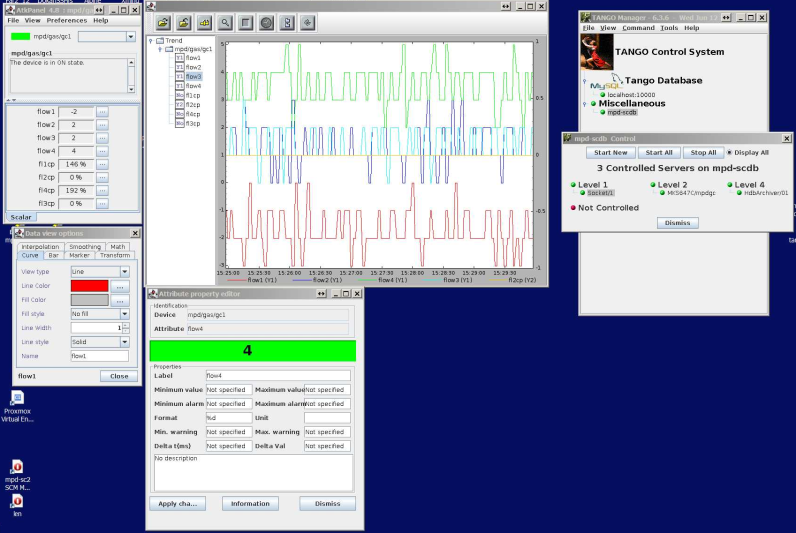 AtkPanel 4.8 : mpd/ga
File View Preferences Help
mpd/gas/gc1
mpd/gas/gc1
The device is in ON state.
flow1 -2 ...
flow2 2 ...
flow3 2 ...
flow4 4 ...
fl1cp 146 % ...
fl2cp 0 % ...
fl4cp 192 % ...
fl3cp 0 % ...
Scalar
Trend
mpd/gas/gc1
Y1 flow1
Y1 flow2
Y1 flow3
Y1 flow4
No fl1cp
Y2 fl2cp
No fl4cp
No fl3cp
5
4
3
2
1
0
-1
-2
-3
1
0.5
0
-0.5
-1
15:25:00 15:25:30 15:26:00 15:26:30 15:27:00 15:27:30 15:28:00 15:28:30 15:29:00 15:29:30
flow1 (Y1) flow2 (Y1) flow4 (Y1) flow3 (Y1) fl2cp (Y2)
TANGO Manager - 6.3.6 - Wed Jun 1
File View Command Tools Help
TANGO Control System
MySQL
Tango Database
localhost:10000
Miscellaneous
mpd-scdb
mpd-scdb Control
Start New Start All Stop All Display All
3 Controlled Servers on mpd-scdb
Level 1 Level 2 Level 4
Socket/1 MKS647C/mpdgc HdbArchiver/01
Not Controlled
Dismiss
Data view options
Interpolation Smoothing Math
Curve Bar Marker Transform
View type Line
Line Color ...
Fill Color ...
Fill style No fill
Line Width 1
Line style Solid
Name flow1
flow1 Close
Attribute property editor
Identification
Device mpd/gas/gc1
Attribute flow4
4
Properties
Label flow4
Minimum value Not specified Maximum value Not specified
Minimum alarm Not specified Maximum alarm Not specified
Format %d Unit
Min. warning Not specified Max. warning Not specified
Delta t(ms) Not specified Delta Val Not specified
No description
Apply cha... Information Dismiss
Proxmox
Virtual En...
mpd-sc2
SCM M...
len